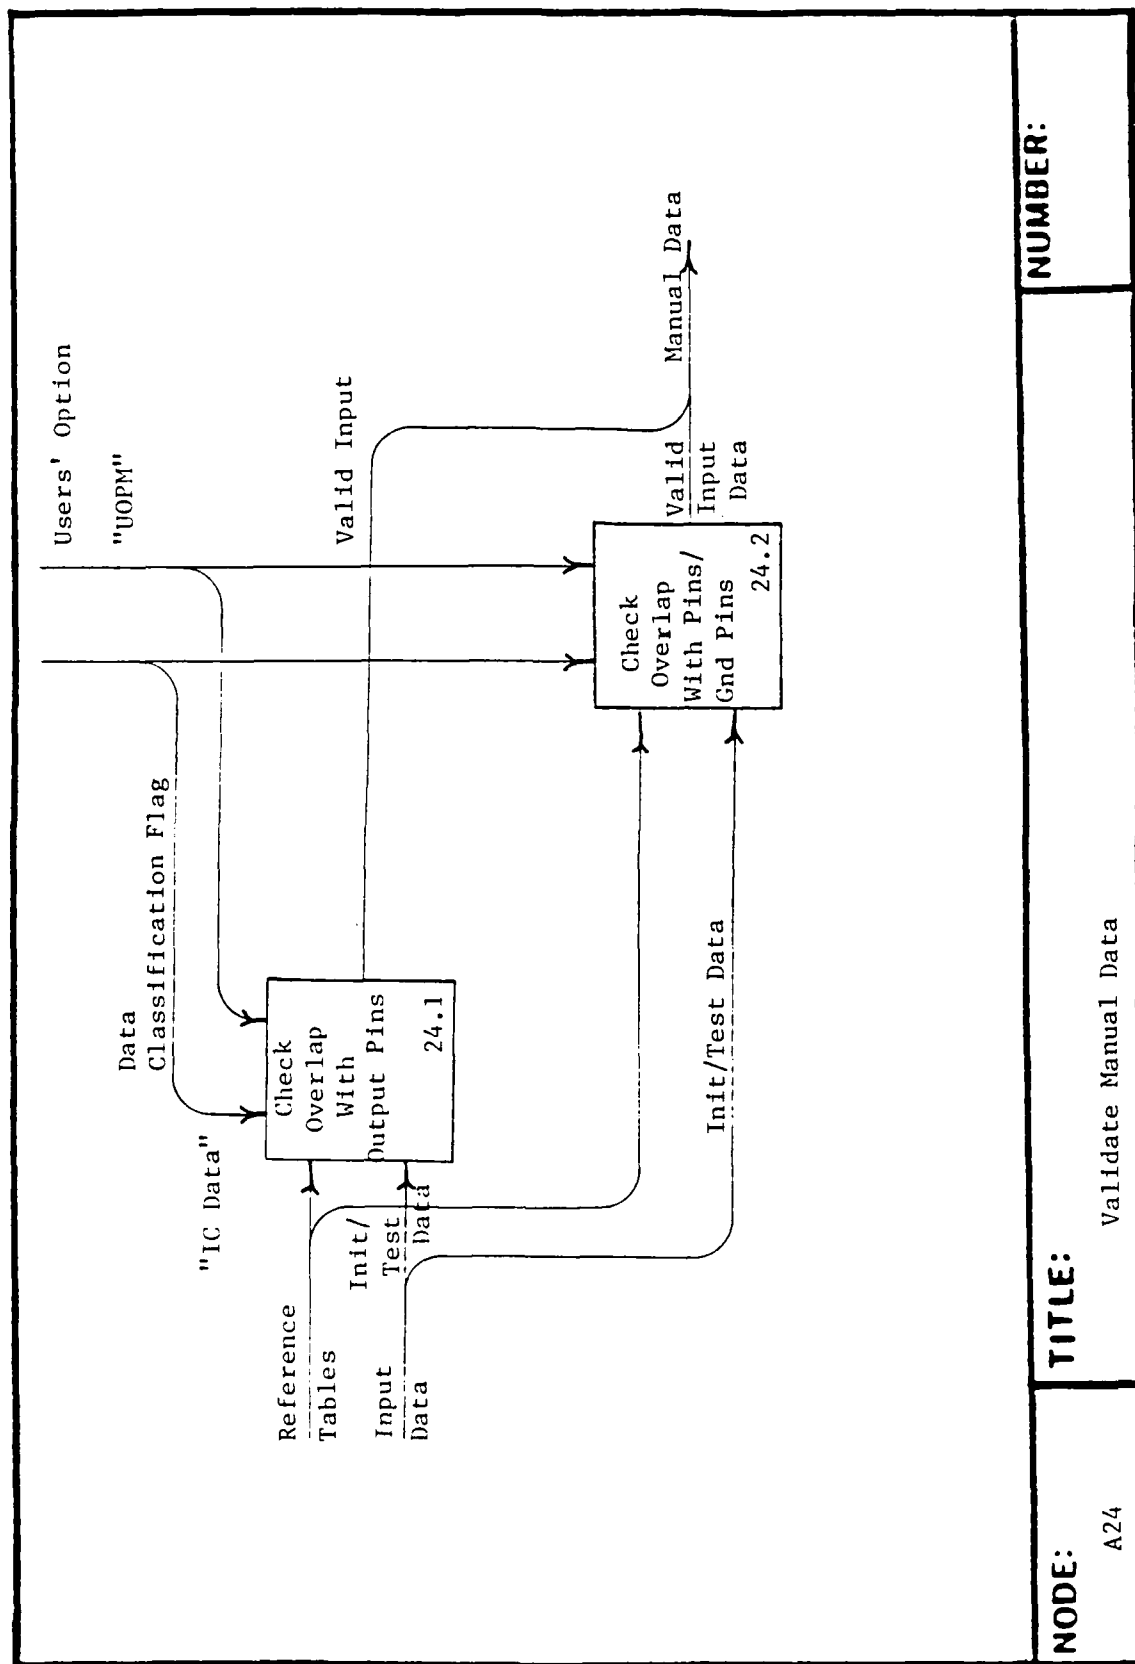 Users' Option
"UOPM"
Data
Classification Flag
"IC Data"
Valid Input
Reference
Tables
Input
Data
Init/
Test
Data
Check
Overlap
With
Output Pins
24.1
Init/Test Data
Check
Overlap
With Pins/
Gnd Pins
24.2
Valid
Input
Data
Manual Data
NODE:
A24
TITLE:
Validate Manual Data
NUMBER: